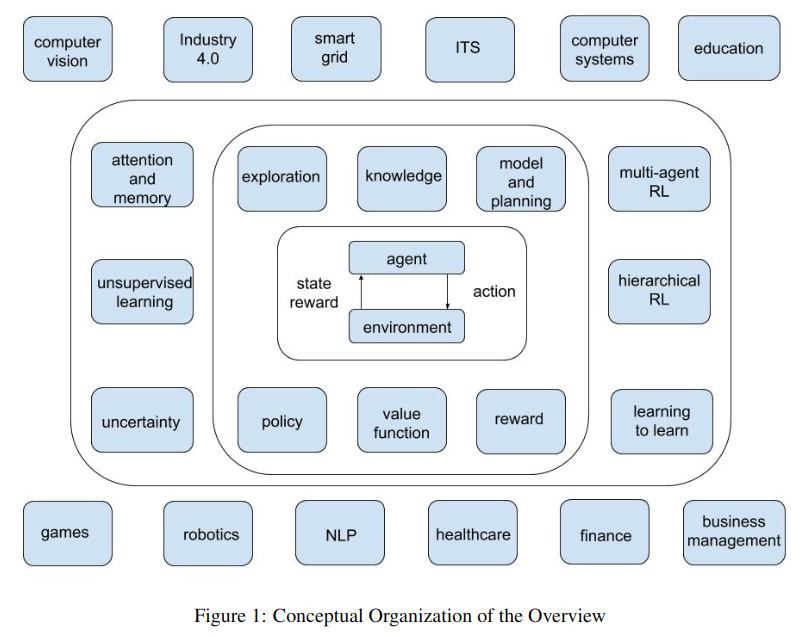 computer
vision
Industry
4.0
smart
grid
ITS
computer
systems
education
attention
and
memory
exploration
knowledge
model
and
planning
multi-agent
RL
unsupervised
learning
agent
state
reward
action
environment
hierarchical
RL
uncertainty
policy
value
function
reward
learning
to learn
games
robotics
NLP
healthcare
finance
business
management
Figure 1: Conceptual Organization of the Overview